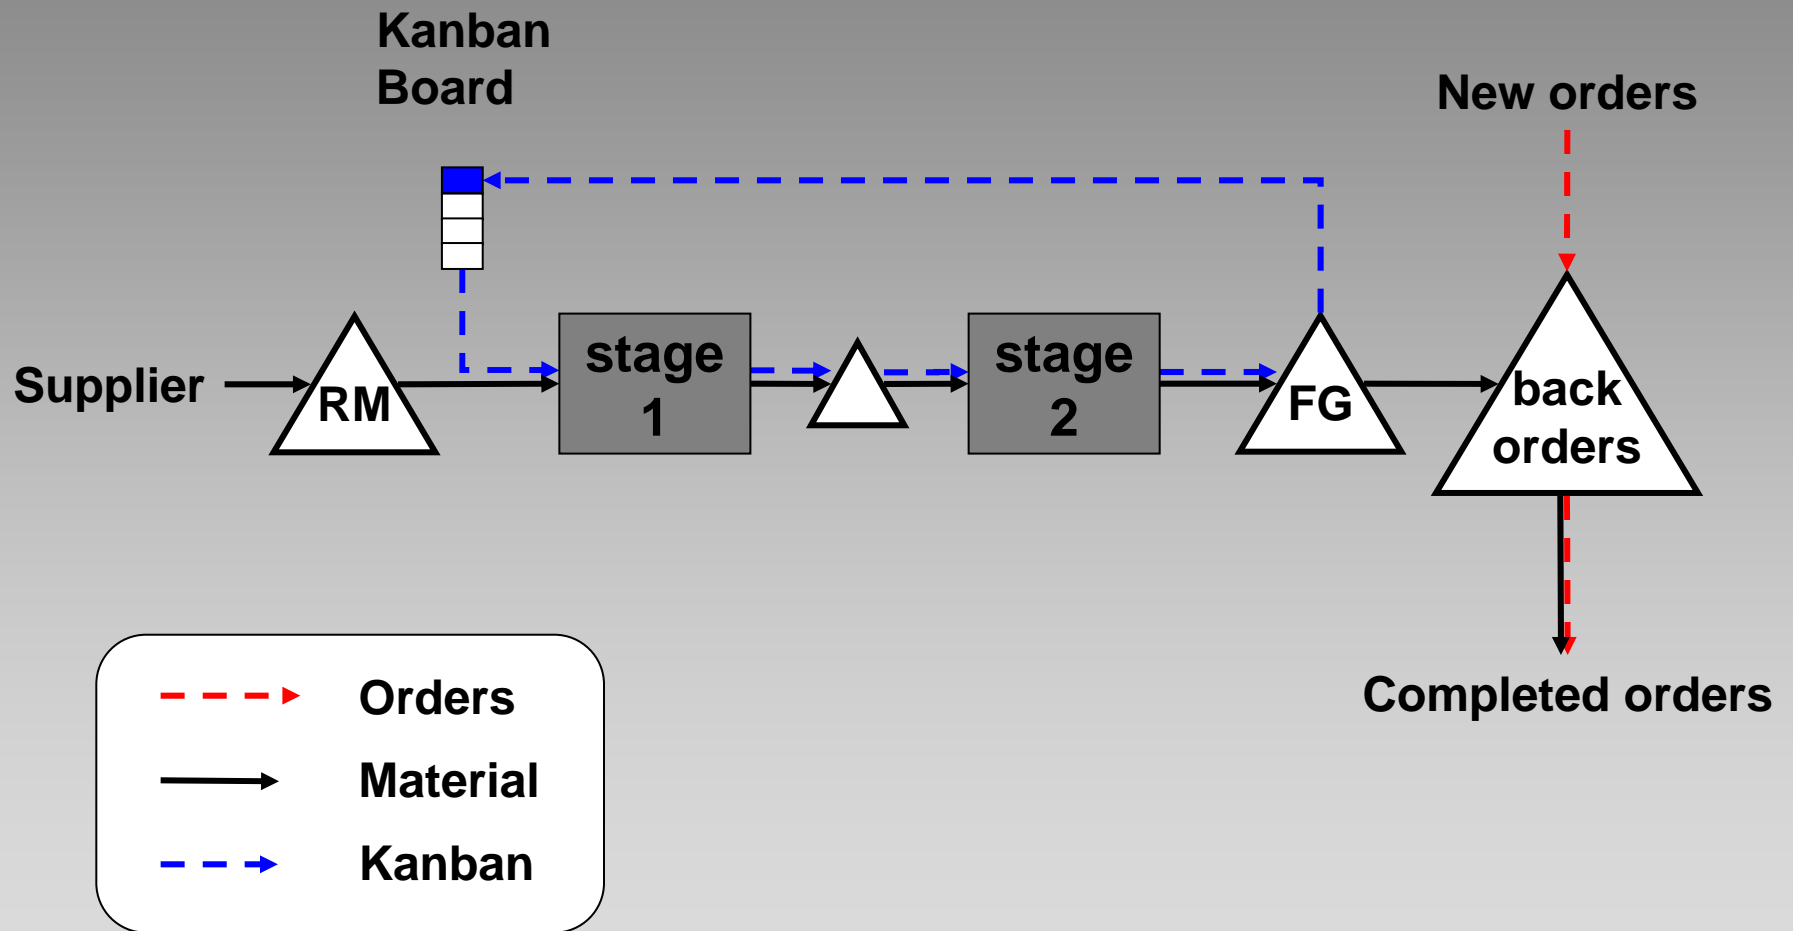 Kanban
Board
New orders
Supplier
RM
stage
1
stage
2
FG
back
orders
Completed orders
Orders
Material
Kanban